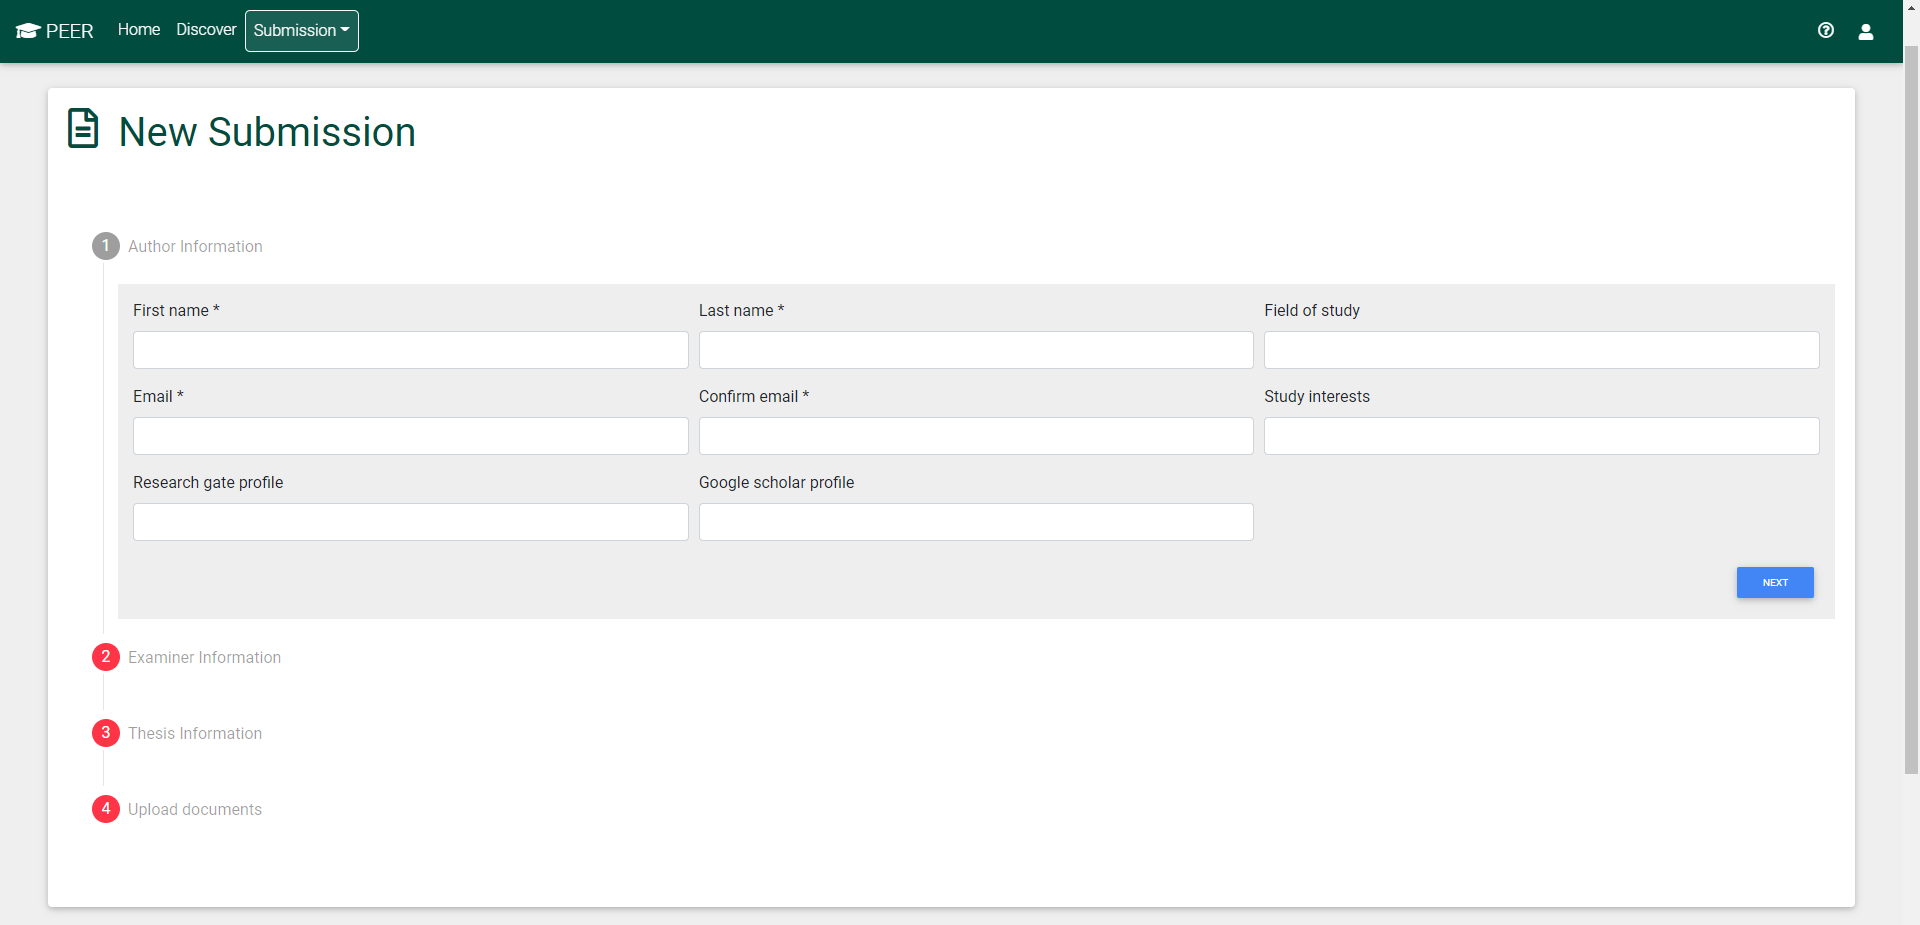 PEER Home Discover Submission
New Submission
1 Author Information
First name * Last name * Field of study
Email * Confirm email * Study interests
Research gate profile Google scholar profile
NEXT
2 Examiner Information
3 Thesis Information
4 Upload documents